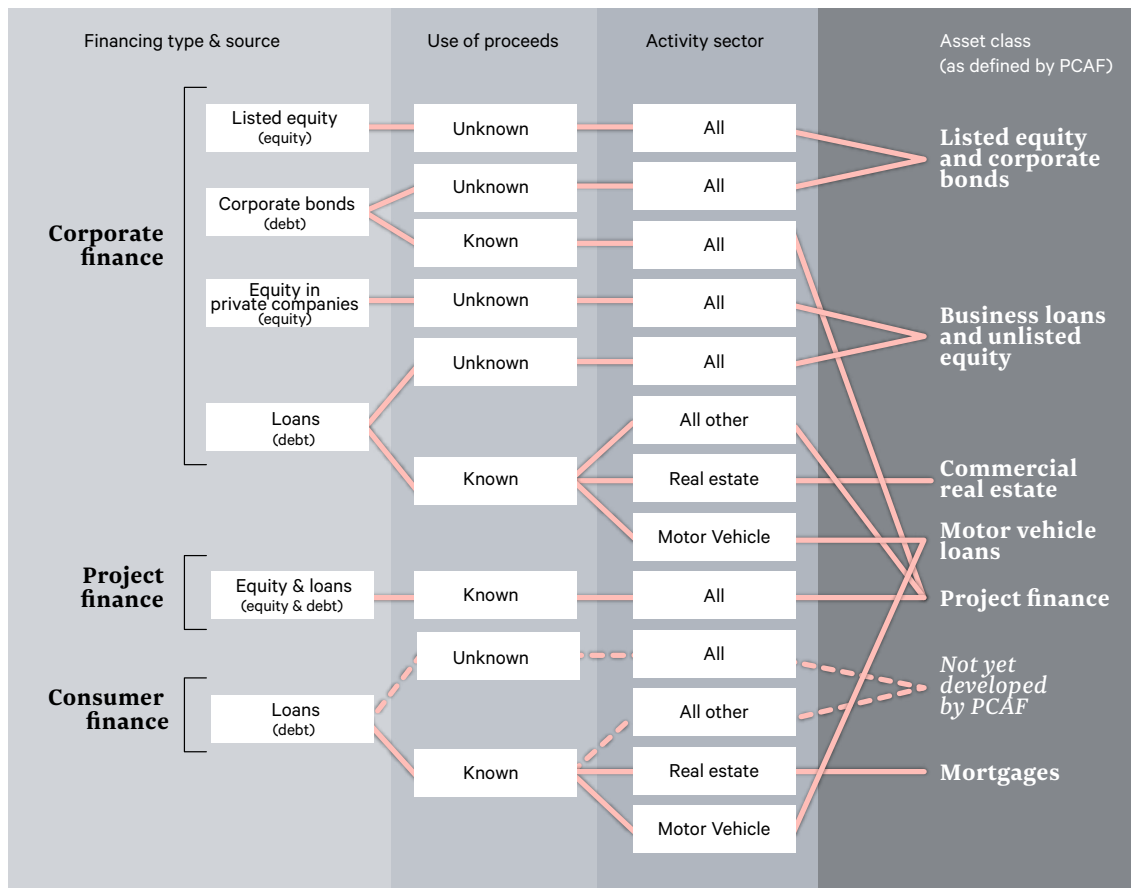 Financing type & source
Use of proceeds
Activity sector
Asset class
(as defined by PCAF)
Corporate
finance
Listed equity
(equity)
Unknown
All
Listed equity
and corporate
bonds
Corporate bonds
(debt)
Unknown
All
Known
All
Equity in
private companies
(equity)
Unknown
All
Business loans
and unlisted
equity
Loans
(debt)
Unknown
All
Known
All other
Real estate
Commercial
real estate
Motor Vehicle
Motor vehicle
loans
Project
finance
Equity & loans
(equity & debt)
Known
All
Project finance
Consumer
finance
Loans
(debt)
Unknown
All
Not yet
developed
by PCAF
Known
All other
Real estate
Mortgages
Motor Vehicle